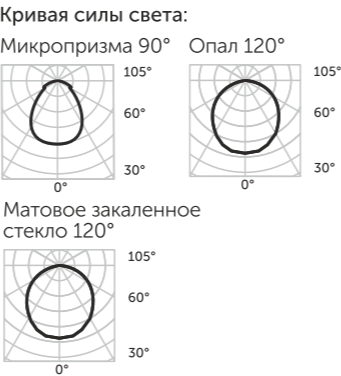 Кривая силы света:
Микропризма 90°
105°
60°
30°
0°
Опал 120°
105°
60°
30°
0°
Матовое закаленное
стекло 120°
105°
60°
30°
0°